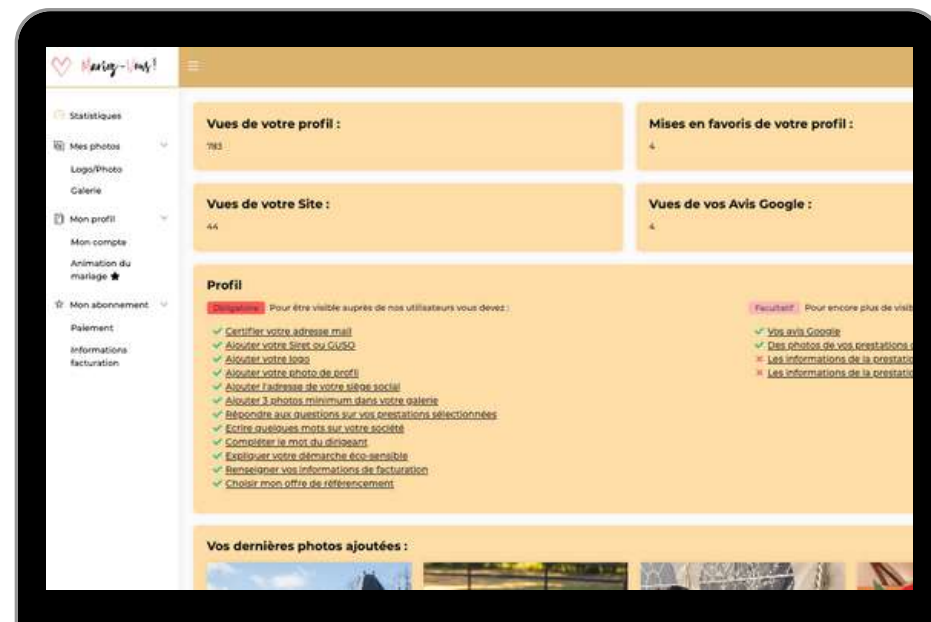 Mariez-Vous!
Statistiques
Mes photos
Logo/Photo
Galerie
Mon profil
Mon compte
Animation du
mariage
Mon abonnement
Paiement
Informations
facturation
Vues de votre profil :
783
Mises en favoris de votre profil :
4
Vues de votre Site :
44
Vues de vos Avis Google :
4
Profil
Obligatoire Pour être visible auprès de nos utilisateurs vous devez :
Certifier votre adresse mail
Ajouter votre Siret ou GUSO
Ajouter votre logo
Ajouter votre photo de profil
Ajouter l'adresse de votre siège social
Ajouter 3 photos minimum dans votre galerie
Répondre aux questions sur vos prestations sélectionnées
Ecrire quelques mots sur votre société
Compléter le mot du dirigeant
Expliquer votre démarche éco-sensible
Renseigner vos informations de facturation
Choisir mon offre de référencement
Facultatif Pour encore plus de visib
Vos avis Google
Des photos de vos prestations
Les informations de la prestatio
Les informations de la prestatio
Vos dernières photos ajoutées :